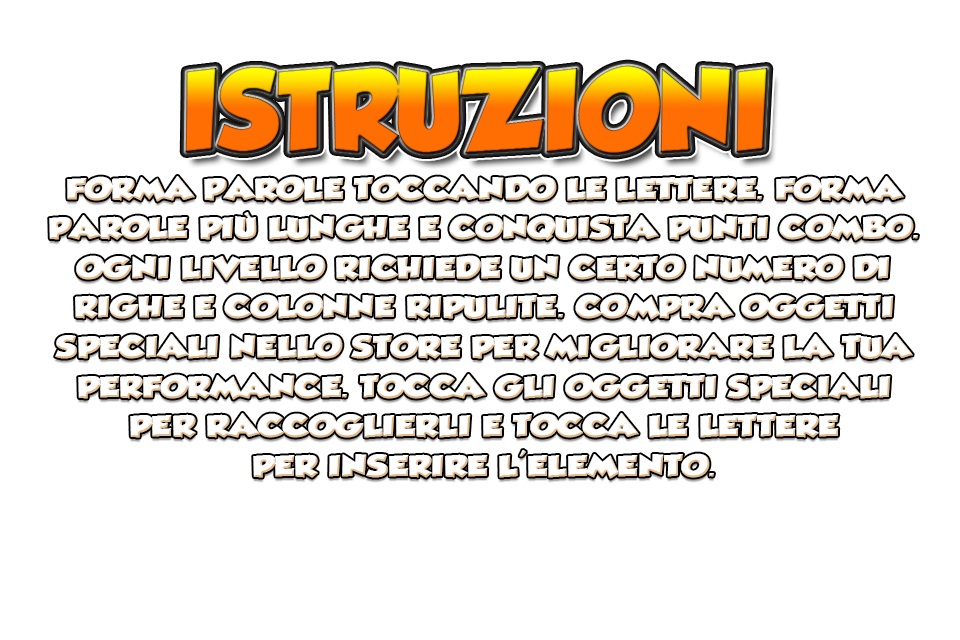 ISTRUZIONI
FORMA PAROLE TOCCANDO LE LETTERE. FORMA
PAROLE PIÙ LUNGHE E CONQUISTA PUNTI COMBO.
OGNI LIVELLO RICHIEDE UN CERTO NUMERO DI
RIGHE E COLONNE RIPULITE. COMPRA OGGETTI
SPECIALI NELLO STORE PER MIGLIORARE LA TUA
PERFORMANCE. TOCCA GLI OGGETTI SPECIALI
PER RACCOGLIERLI E TOCCA LE LETTERE
PER INSERIRE L'ELEMENTO.